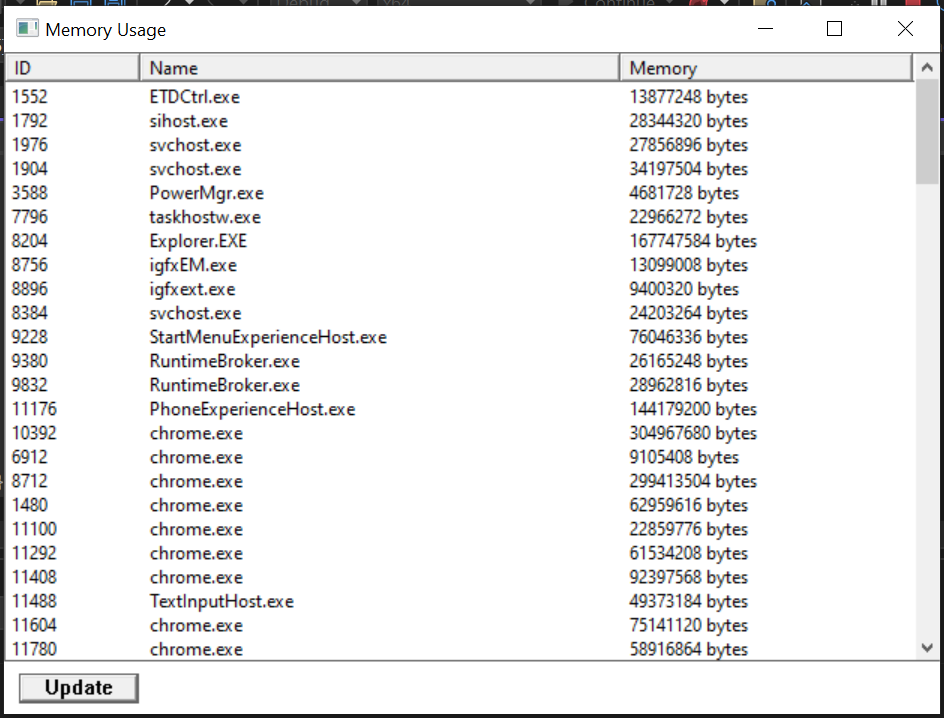 Debug x64 Continue
Memory Usage
ID Name Memory
1552 ETDCtrl.exe 13877248 bytes
1792 sihost.exe 28344320 bytes
1976 svchost.exe 27856896 bytes
1904 svchost.exe 34197504 bytes
3588 PowerMgr.exe 4681728 bytes
7796 taskhostw.exe 22966272 bytes
8204 Explorer.EXE 167747584 bytes
8756 igfxEM.exe 13099008 bytes
8896 igfxext.exe 9400320 bytes
8384 svchost.exe 24203264 bytes
9228 StartMenuExperienceHost.exe 76046336 bytes
9380 RuntimeBroker.exe 26165248 bytes
9832 RuntimeBroker.exe 28962816 bytes
11176 PhoneExperienceHost.exe 144179200 bytes
10392 chrome.exe 304967680 bytes
6912 chrome.exe 9105408 bytes
8712 chrome.exe 299413504 bytes
1480 chrome.exe 62959616 bytes
11100 chrome.exe 22859776 bytes
11292 chrome.exe 61534208 bytes
11408 chrome.exe 92397568 bytes
11488 TextInputHost.exe 49373184 bytes
11604 chrome.exe 75141120 bytes
11780 chrome.exe 58916864 bytes
Update